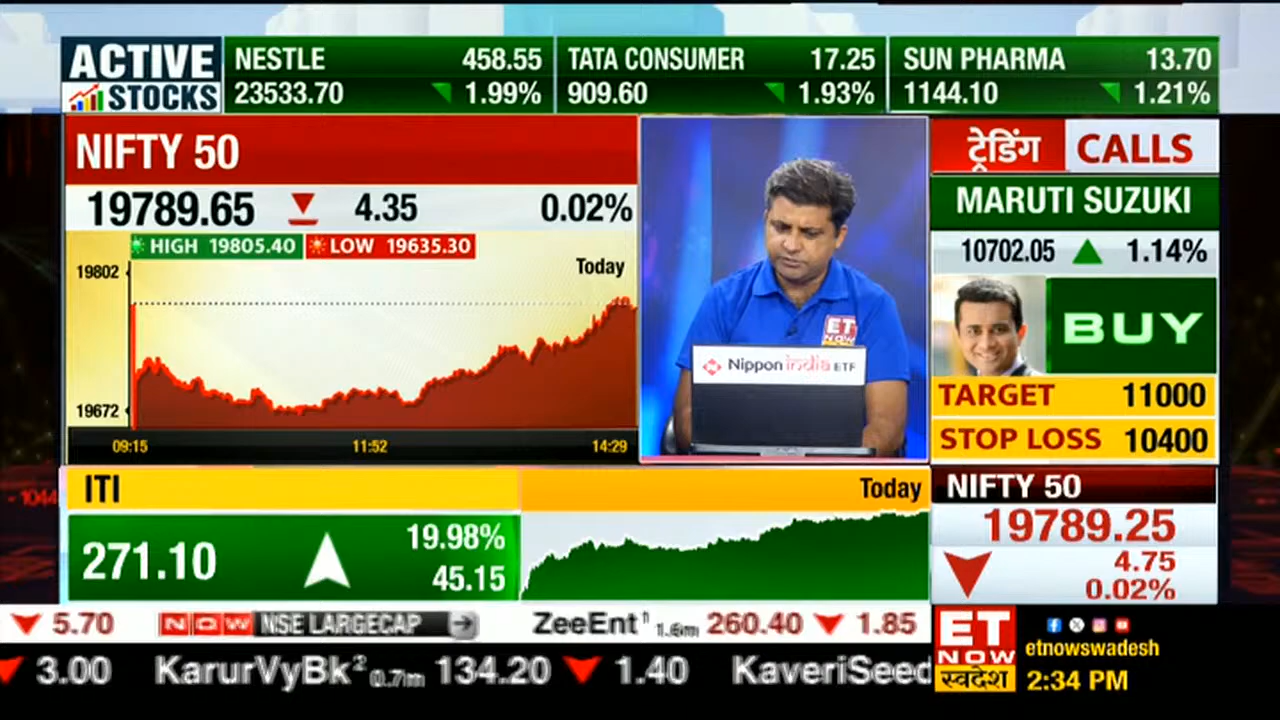 ACTIVE
STOCKS
NESTLE 458.55
23533.70 1.99%
TATA CONSUMER 17.25
909.60 1.93%
SUN PHARMA 13.70
1144.10 1.21%
NIFTY 50
19789.65 4.35 0.02%
HIGH 19805.40 LOW 19635.30
Today
19802
19672
09:15 11:52 14:29
ET
NOW
Nippon india ETF
ट्रेडिंग CALLS
MARUTI SUZUKI
10702.05 1.14%
BUY
TARGET 11000
STOP LOSS 10400
ITI Today
271.10 19.98%
45.15
NIFTY 50
19789.25
4.75
0.02%
5.70 NOW NSE LARGECAP ZeeEnt 1 1.6m 260.40 1.85
3.00 KarurVyBk 2 0.7m 134.20 1.40 KaveriSeed
ET
NOW
स्वदेश
etnowswadesh
2:34 PM